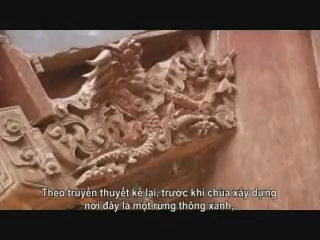 Theo truyền thuyết kể lại, trước khi chùa xây dựng
nơi đây là một rừng thông xanh,